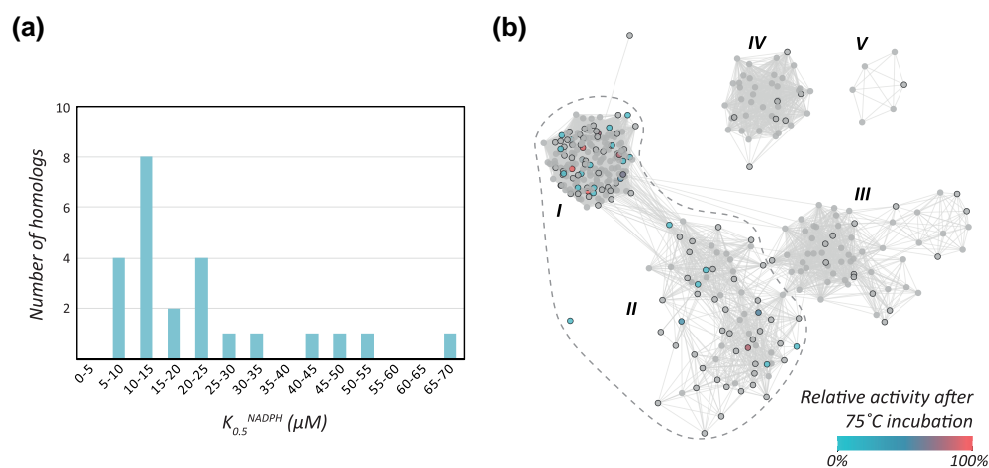 (a)
10
8
6
4
2
Number of homologs
0-5
5-10
10-15
15-20
20-25
25-30
30-35
35-40
40-45
45-50
50-55
55-60
60-65
65-70
K0.5NADPH (μM)
(b)
IV
V
I
III
II
Relative activity after
75˚C incubation
0%
100%